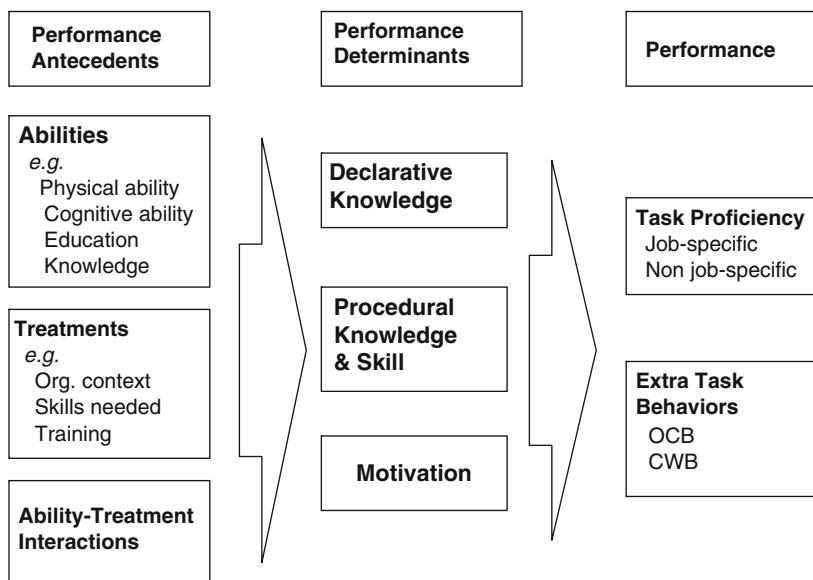 Performance
Antecedents
Performance
Determinants
Performance
Abilities
e.g.
Physical ability
Cognitive ability
Education
Knowledge
Treatments
e.g.
Org. context
Skills needed
Training
Ability-Treatment
Interactions
Declarative
Knowledge
Procedural
Knowledge
& Skill
Motivation
Task Proficiency
Job-specific
Non job-specific
Extra Task
Behaviors
OCB
CWB